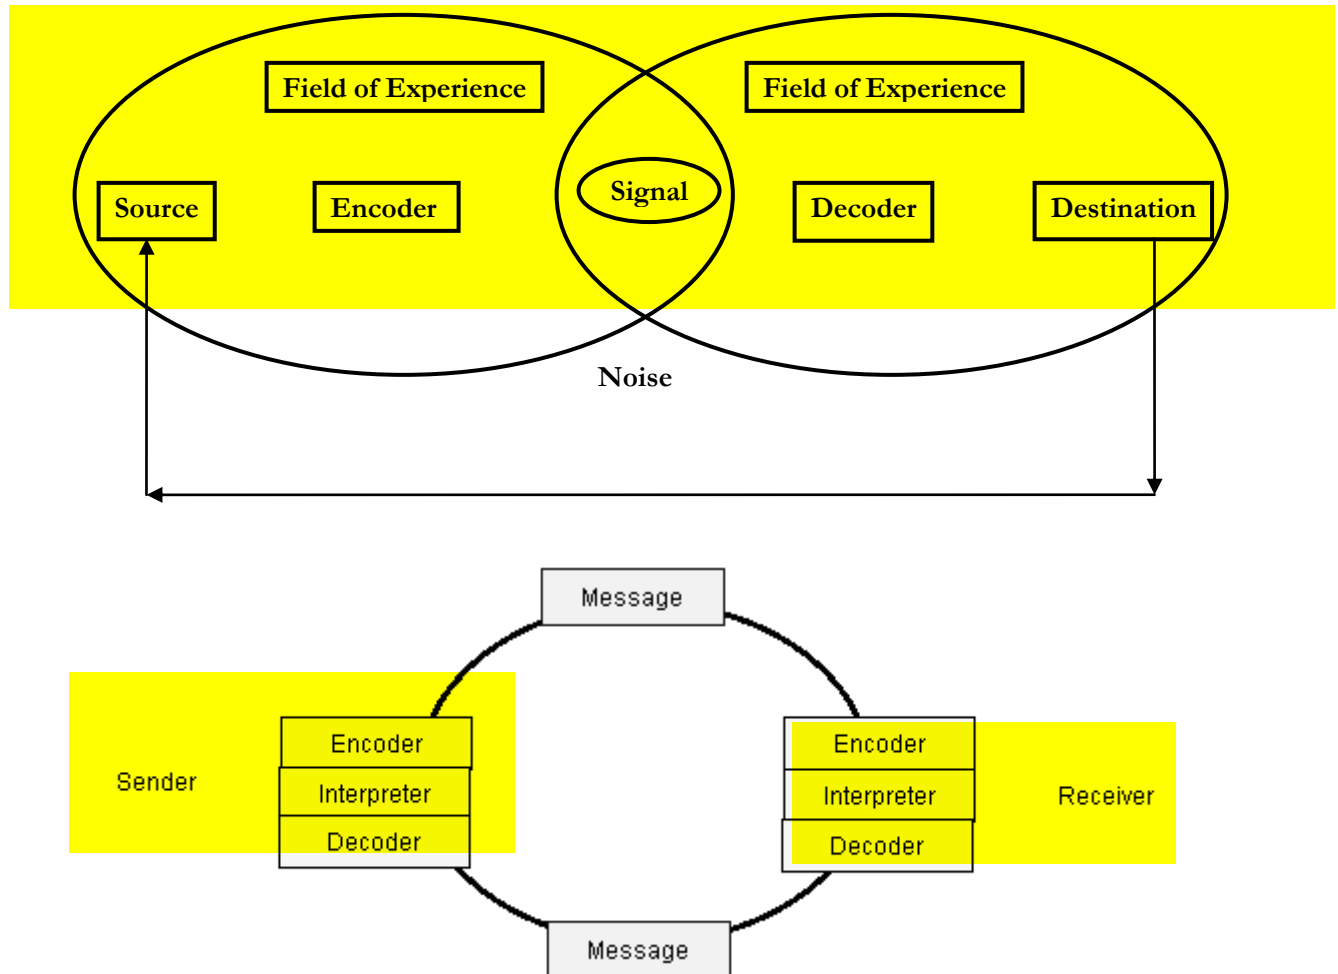 Field of Experience
Field of Experience
Source
Encoder
Signal
Decoder
Destination
Noise
Message
Sender
Encoder
Interpreter
Decoder
Encoder
Interpreter
Decoder
Receiver
Message